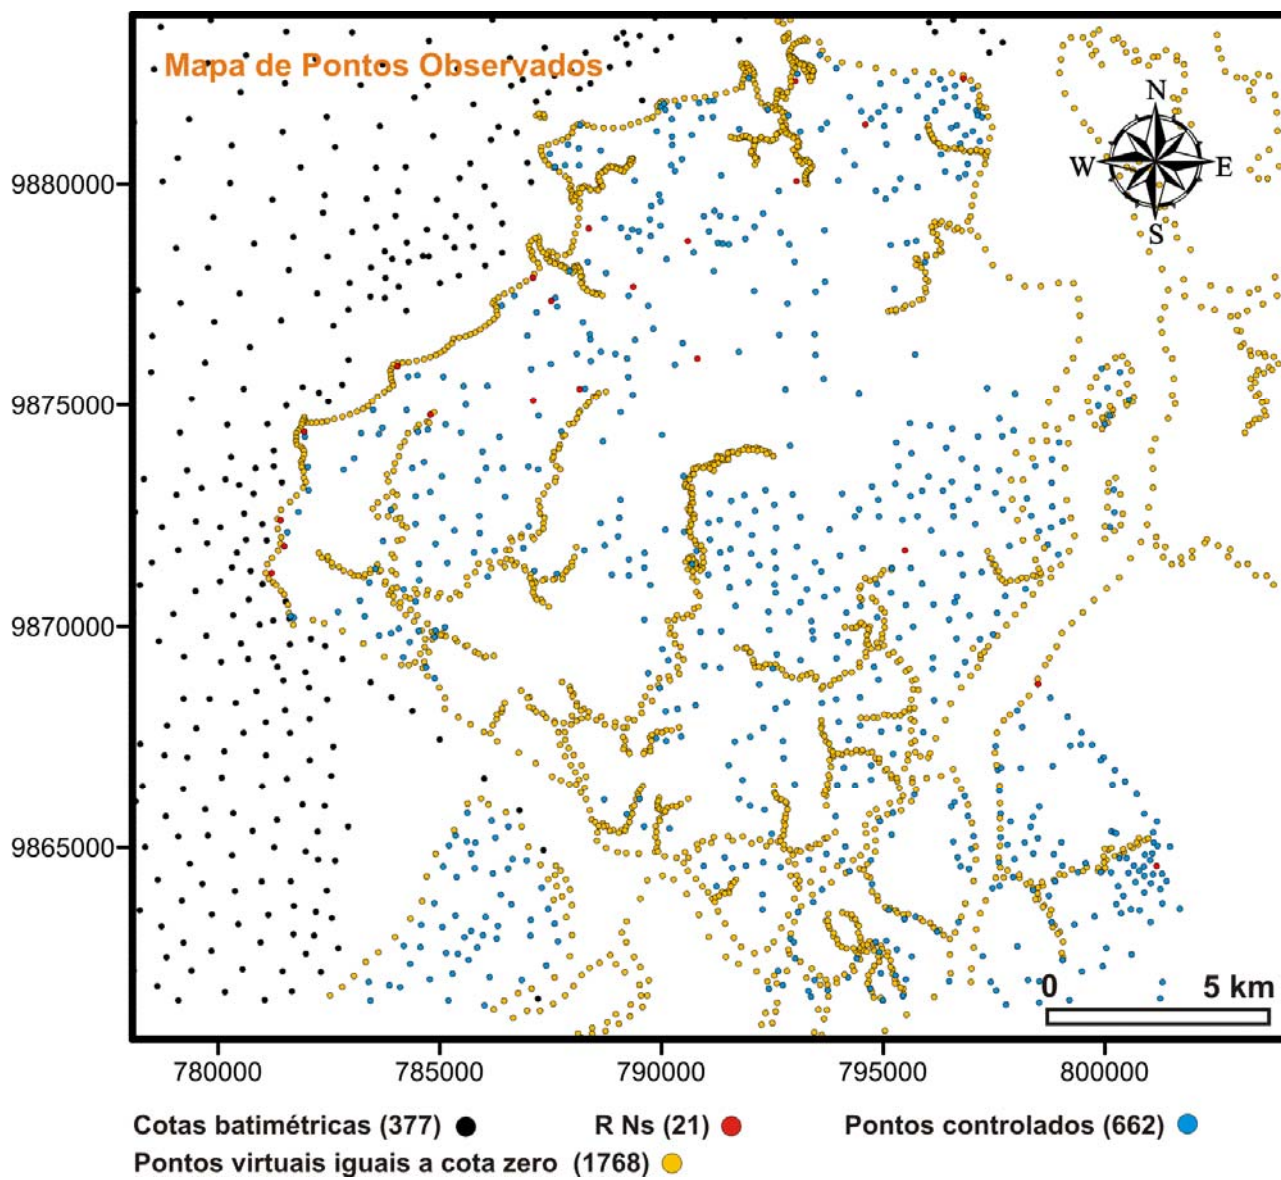 Mapa de Pontos Observados
N
W E
S
9880000
9875000
9870000
9865000
0 5 km
780000 785000 790000 795000 800000
Cotas batimétricas (377) R Ns (21) Pontos controlados (662)
Pontos virtuais iguais a cota zero (1768)